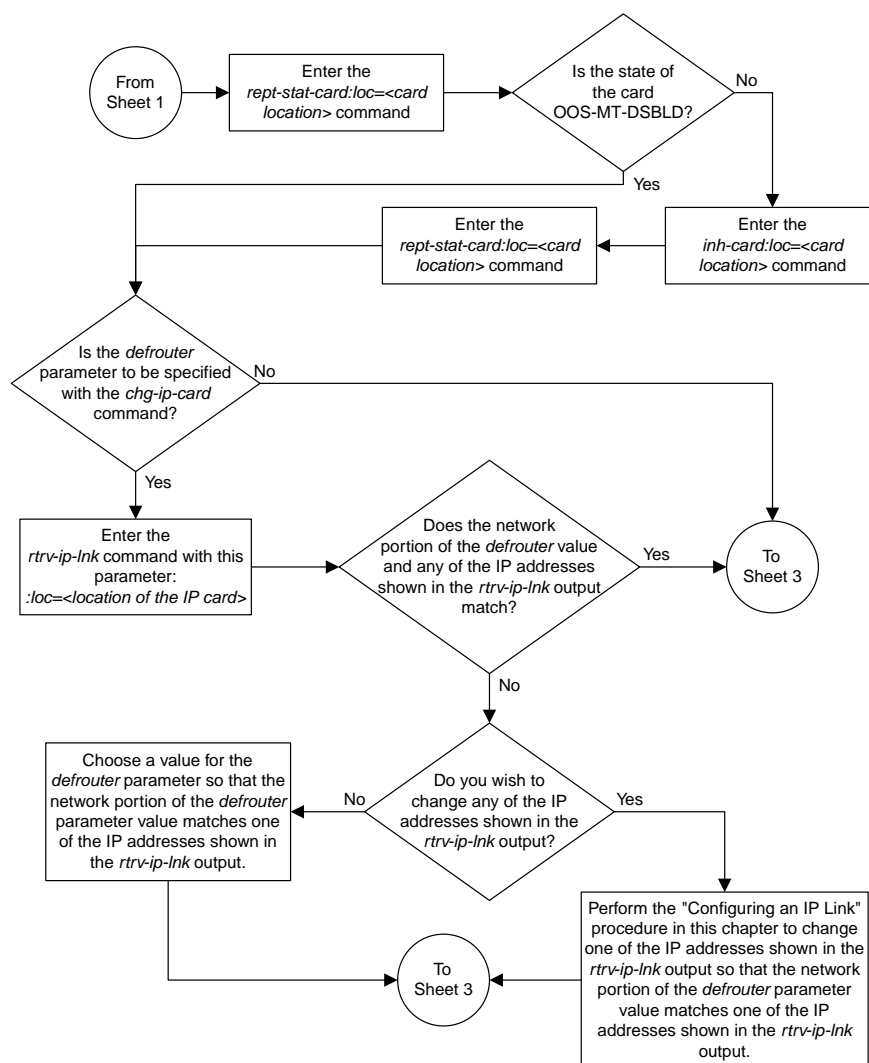 From
Sheet 1
Enter the
rept-stat-card:loc=<card
location> command
Is the state of
the card
OOS-MT-DSBLD?
No
Yes
Enter the
rept-stat-card:loc=<card
location> command
Enter the
inh-card:loc=<card
location> command
Is the defrouter
parameter to be specified
with the chg-ip-card
command?
No
Yes
Enter the
rtrv-ip-lnk command with this
parameter:
:loc=<location of the IP card>
Does the network
portion of the defrouter value
and any of the IP addresses
shown in the rtrv-ip-lnk output
match?
Yes
To
Sheet 3
No
Choose a value for the
defrouter parameter so that the
network portion of the defrouter
parameter value matches one
of the IP addresses shown in
the rtrv-ip-lnk output.
No
Do you wish to
change any of the IP
addresses shown in the
rtrv-ip-lnk output?
Yes
To
Sheet 3
Perform the "Configuring an IP Link"
procedure in this chapter to change
one of the IP addresses shown in the
rtrv-ip-lnk output so that the network
portion of the defrouter parameter
value matches one of the IP
addresses shown in the rtrv-ip-lnk
output.